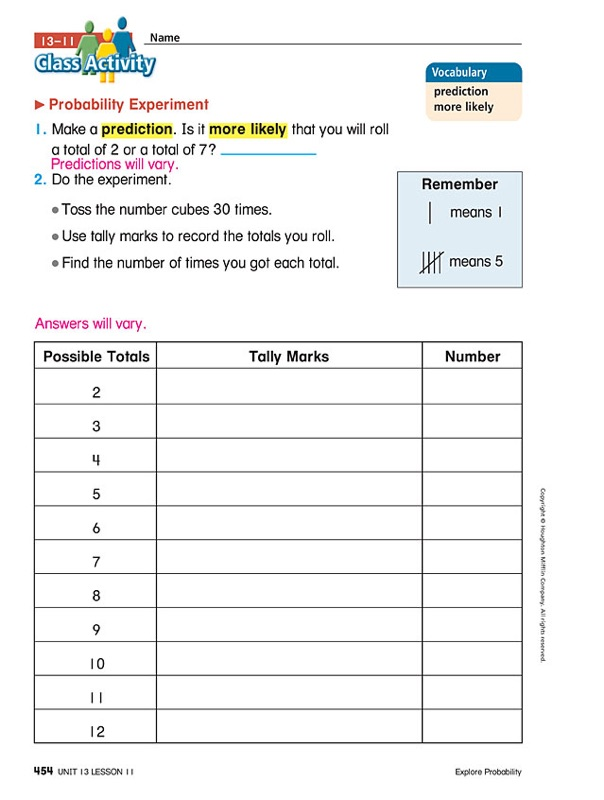 13–11
Name
Class Activity
Vocabulary
prediction
more likely
► Probability Experiment
1. Make a prediction. Is it more likely that you will roll
a total of 2 or a total of 7?
Predictions will vary.
2. Do the experiment.
• Toss the number cubes 30 times.
• Use tally marks to record the totals you roll.
• Find the number of times you got each total.
Remember
| means 1
means 5
Answers will vary.
Possible Totals Tally Marks Number
2
3
4
5
6
7
8
9
10
11
12
Copyright © Houghton Mifflin Company. All rights reserved.
454 UNIT 13 LESSON 11
Explore Probability